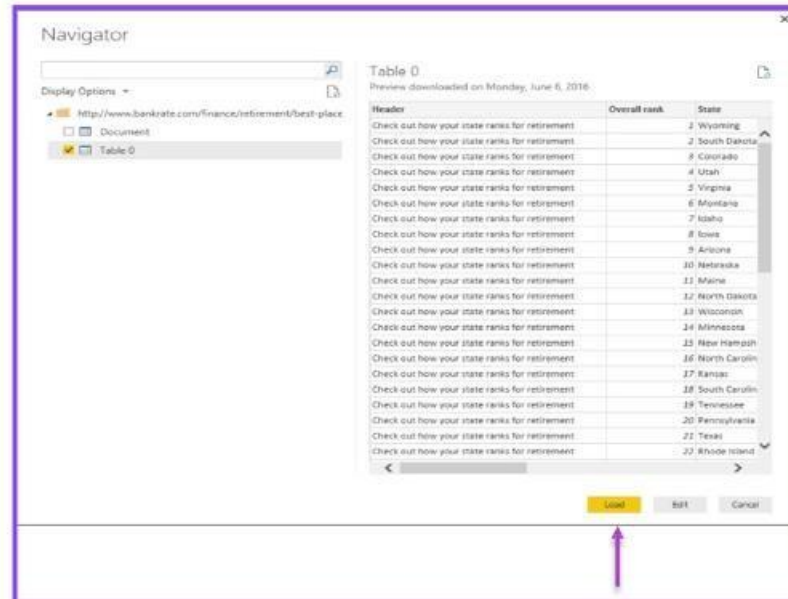 Navigator
Display Options
http://www.bankrate.com/finance/retirement/best-place
Document
Table 0
Table 0
Preview downloaded on Monday, June 6, 2016
Header Overall rank State
Check out how your state ranks for retirement 1 Wyoming
Check out how your state ranks for retirement 2 South Dakota
Check out how your state ranks for retirement 3 Colorado
Check out how your state ranks for retirement 4 Utah
Check out how your state ranks for retirement 5 Virginia
Check out how your state ranks for retirement 6 Montana
Check out how your state ranks for retirement 7 Idaho
Check out how your state ranks for retirement 8 Iowa
Check out how your state ranks for retirement 9 Arizona
Check out how your state ranks for retirement 10 Nebraska
Check out how your state ranks for retirement 11 Maine
Check out how your state ranks for retirement 12 North Dakota
Check out how your state ranks for retirement 13 Wisconsin
Check out how your state ranks for retirement 14 Minnesota
Check out how your state ranks for retirement 15 New Hampsh
Check out how your state ranks for retirement 16 North Carolin
Check out how your state ranks for retirement 17 Kansas
Check out how your state ranks for retirement 18 South Carolin
Check out how your state ranks for retirement 19 Tennessee
Check out how your state ranks for retirement 20 Pennsylvania
Check out how your state ranks for retirement 21 Texas
Check out how your state ranks for retirement 22 Rhode Island
Load Edit Cancel